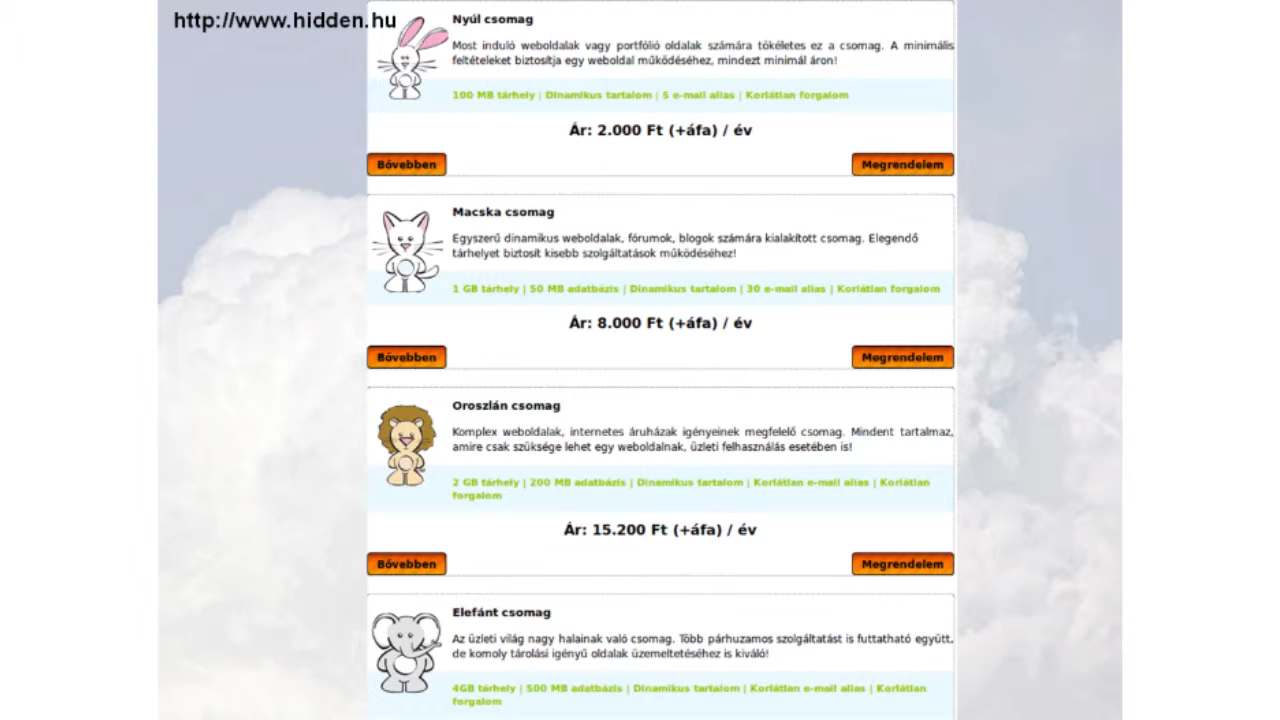 http://www.hidden.hu
Nyúl csomag
Most induló weboldalak vagy portfólió oldalak számára tökéletes ez a csomag. A minimális
feltételeket biztosítja egy weboldal működéséhez, mindezt minimál áron!
100 MB tárhely | Dinamikus tartalom | 5 e-mail alias | Korlátlan forgalom
Ár: 2.000 Ft (+áfa) / év
Bővebben
Megrendelem
Macska csomag
Egyszerű dinamikus weboldalak, fórumok, blogok számára kialakított csomag. Elegendő
tárhelyet biztosít kisebb szolgáltatások működéséhez!
1 GB tárhely | 50 MB adatbázis | Dinamikus tartalom | 30 e-mail alias | Korlátlan forgalom
Ár: 8.000 Ft (+áfa) / év
Bővebben
Megrendelem
Oroszlán csomag
Komplex weboldalak, internetes áruházak igényeinek megfelelő csomag. Mindent tartalmaz,
amire csak szüksége lehet egy weboldalnak, üzleti felhasználás esetében is!
2 GB tárhely | 200 MB adatbázis | Dinamikus tartalom | Korlátlan e-mail alias | Korlátlan
forgalom
Ár: 15.200 Ft (+áfa) / év
Bővebben
Megrendelem
Elefánt csomag
Az üzleti világ nagy halainak való csomag. Több párhuzamos szolgáltatást is futtatható együtt,
de komoly tárolási igényű oldalak üzemeltetéséhez is kiváló!
4GB tárhely | 500 MB adatbázis | Dinamikus tartalom | Korlátlan e-mail alias | Korlátlan
forgalom